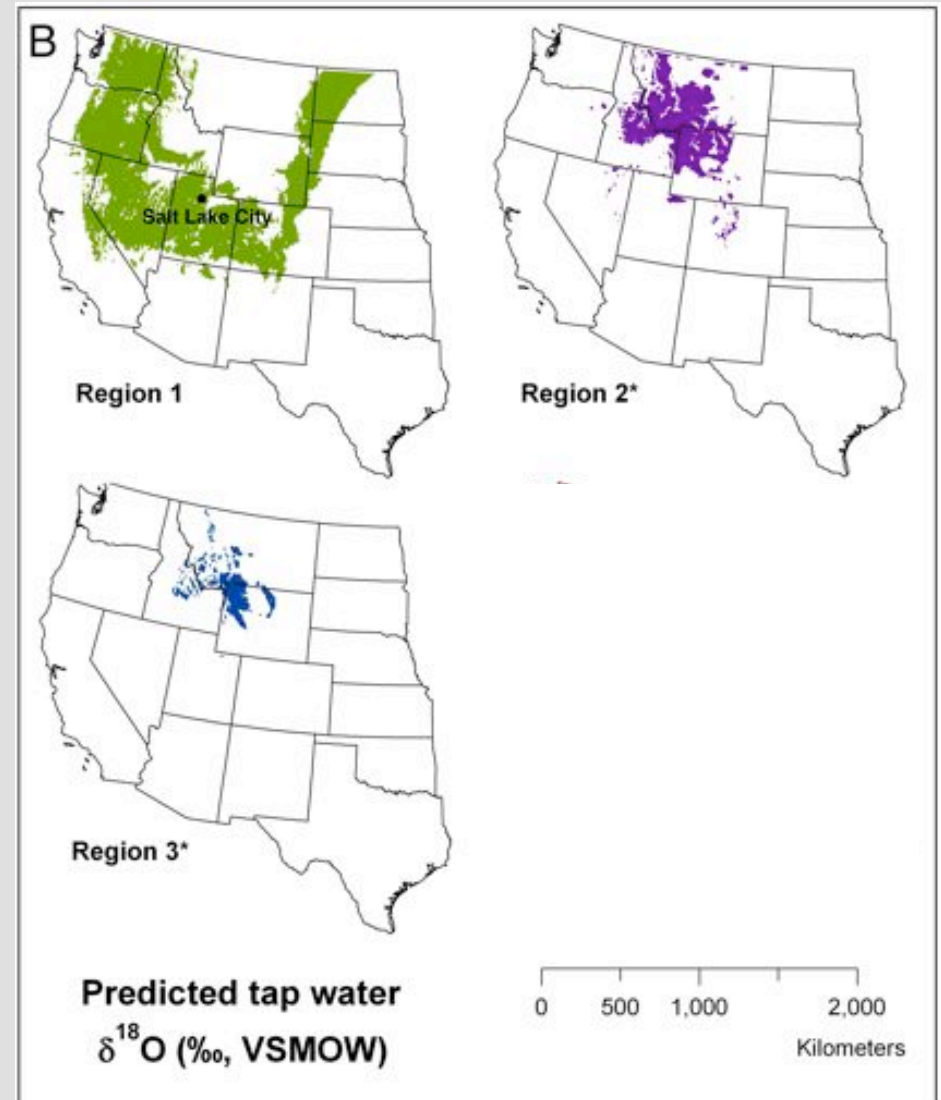 B
Salt Lake City
Region 1
Region 2*
Region 3*
Predicted tap water
δ18O (‰, VSMOW)
0 500 1,000 2,000
Kilometers